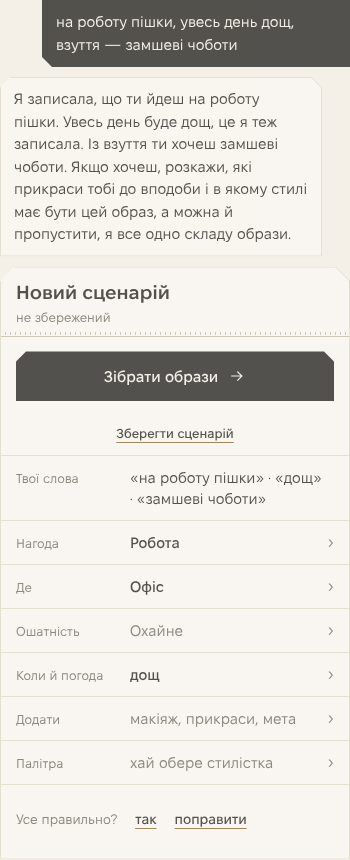 на роботу пішки, увесь день дощ,
взуття — замшеві чоботи
Я записала, що ти йдеш на роботу
пішки. Увесь день буде дощ, це я теж
записала. Із взуття ти хочеш замшеві
чоботи. Якщо хочеш, розкажи, які
прикраси тобі до вподоби і в якому стилі
має бути цей образ, а можна й
пропустити, я все одно складу образи.
Новий сценарій
не збережений
Зібрати образи →
Зберегти сценарій
Твої слова «на роботу пішки» · «дощ»
· «замшеві чоботи»
Нагода Робота ›
Де Офіс ›
Ошатність Охайне ›
Коли й погода дощ ›
Додати макіяж, прикраси, мета ›
Палітра хай обере стилістка ›
Усе правильно? так поправити